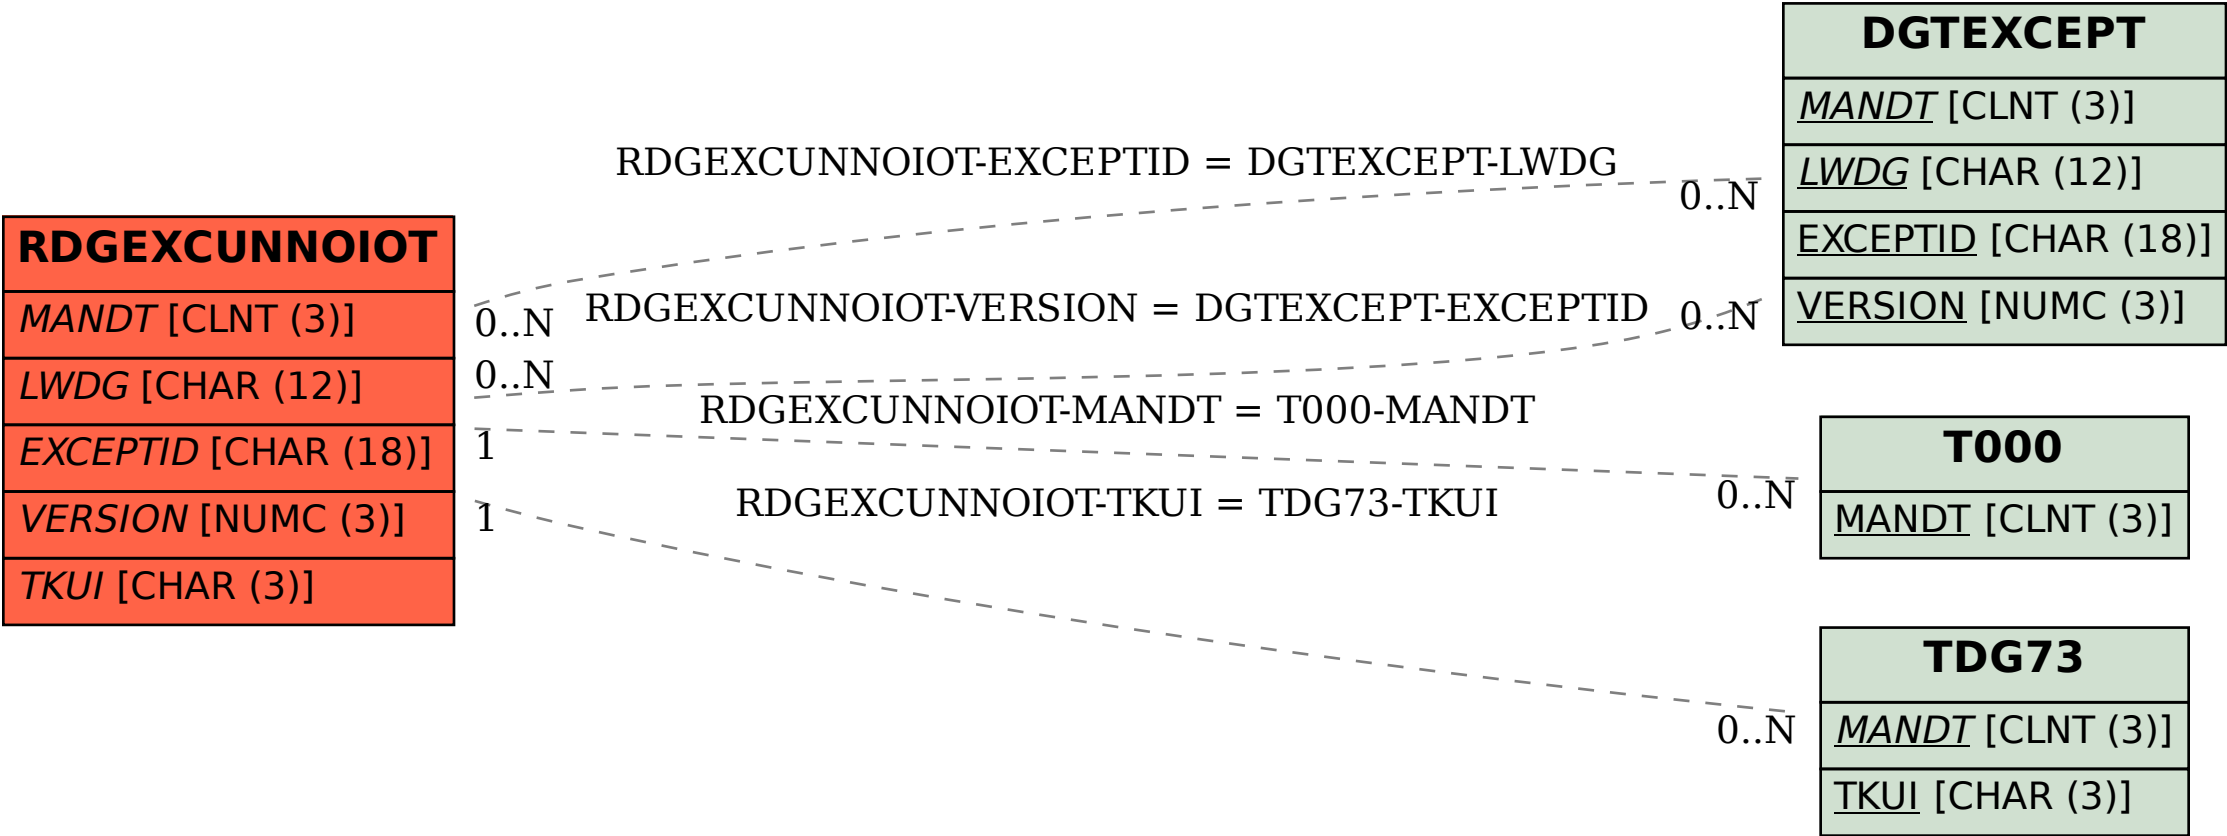 RDGEXCUNNOIOT
MANDT [CLNT (3)]
LWDG [CHAR (12)]
EXCEPTID [CHAR (18)]
VERSION [NUMC (3)]
TKUI [CHAR (3)]
RDGEXCUNNOIOT-EXCEPTID = DGTEXCEPT-LWDG
0..N
0..N
RDGEXCUNNOIOT-VERSION = DGTEXCEPT-EXCEPTID
0..N
0..N
RDGEXCUNNOIOT-MANDT = T000-MANDT
1
0..N
RDGEXCUNNOIOT-TKUI = TDG73-TKUI
1
0..N
DGTEXCEPT
MANDT [CLNT (3)]
LWDG [CHAR (12)]
EXCEPTID [CHAR (18)]
VERSION [NUMC (3)]
T000
MANDT [CLNT (3)]
TDG73
MANDT [CLNT (3)]
TKUI [CHAR (3)]